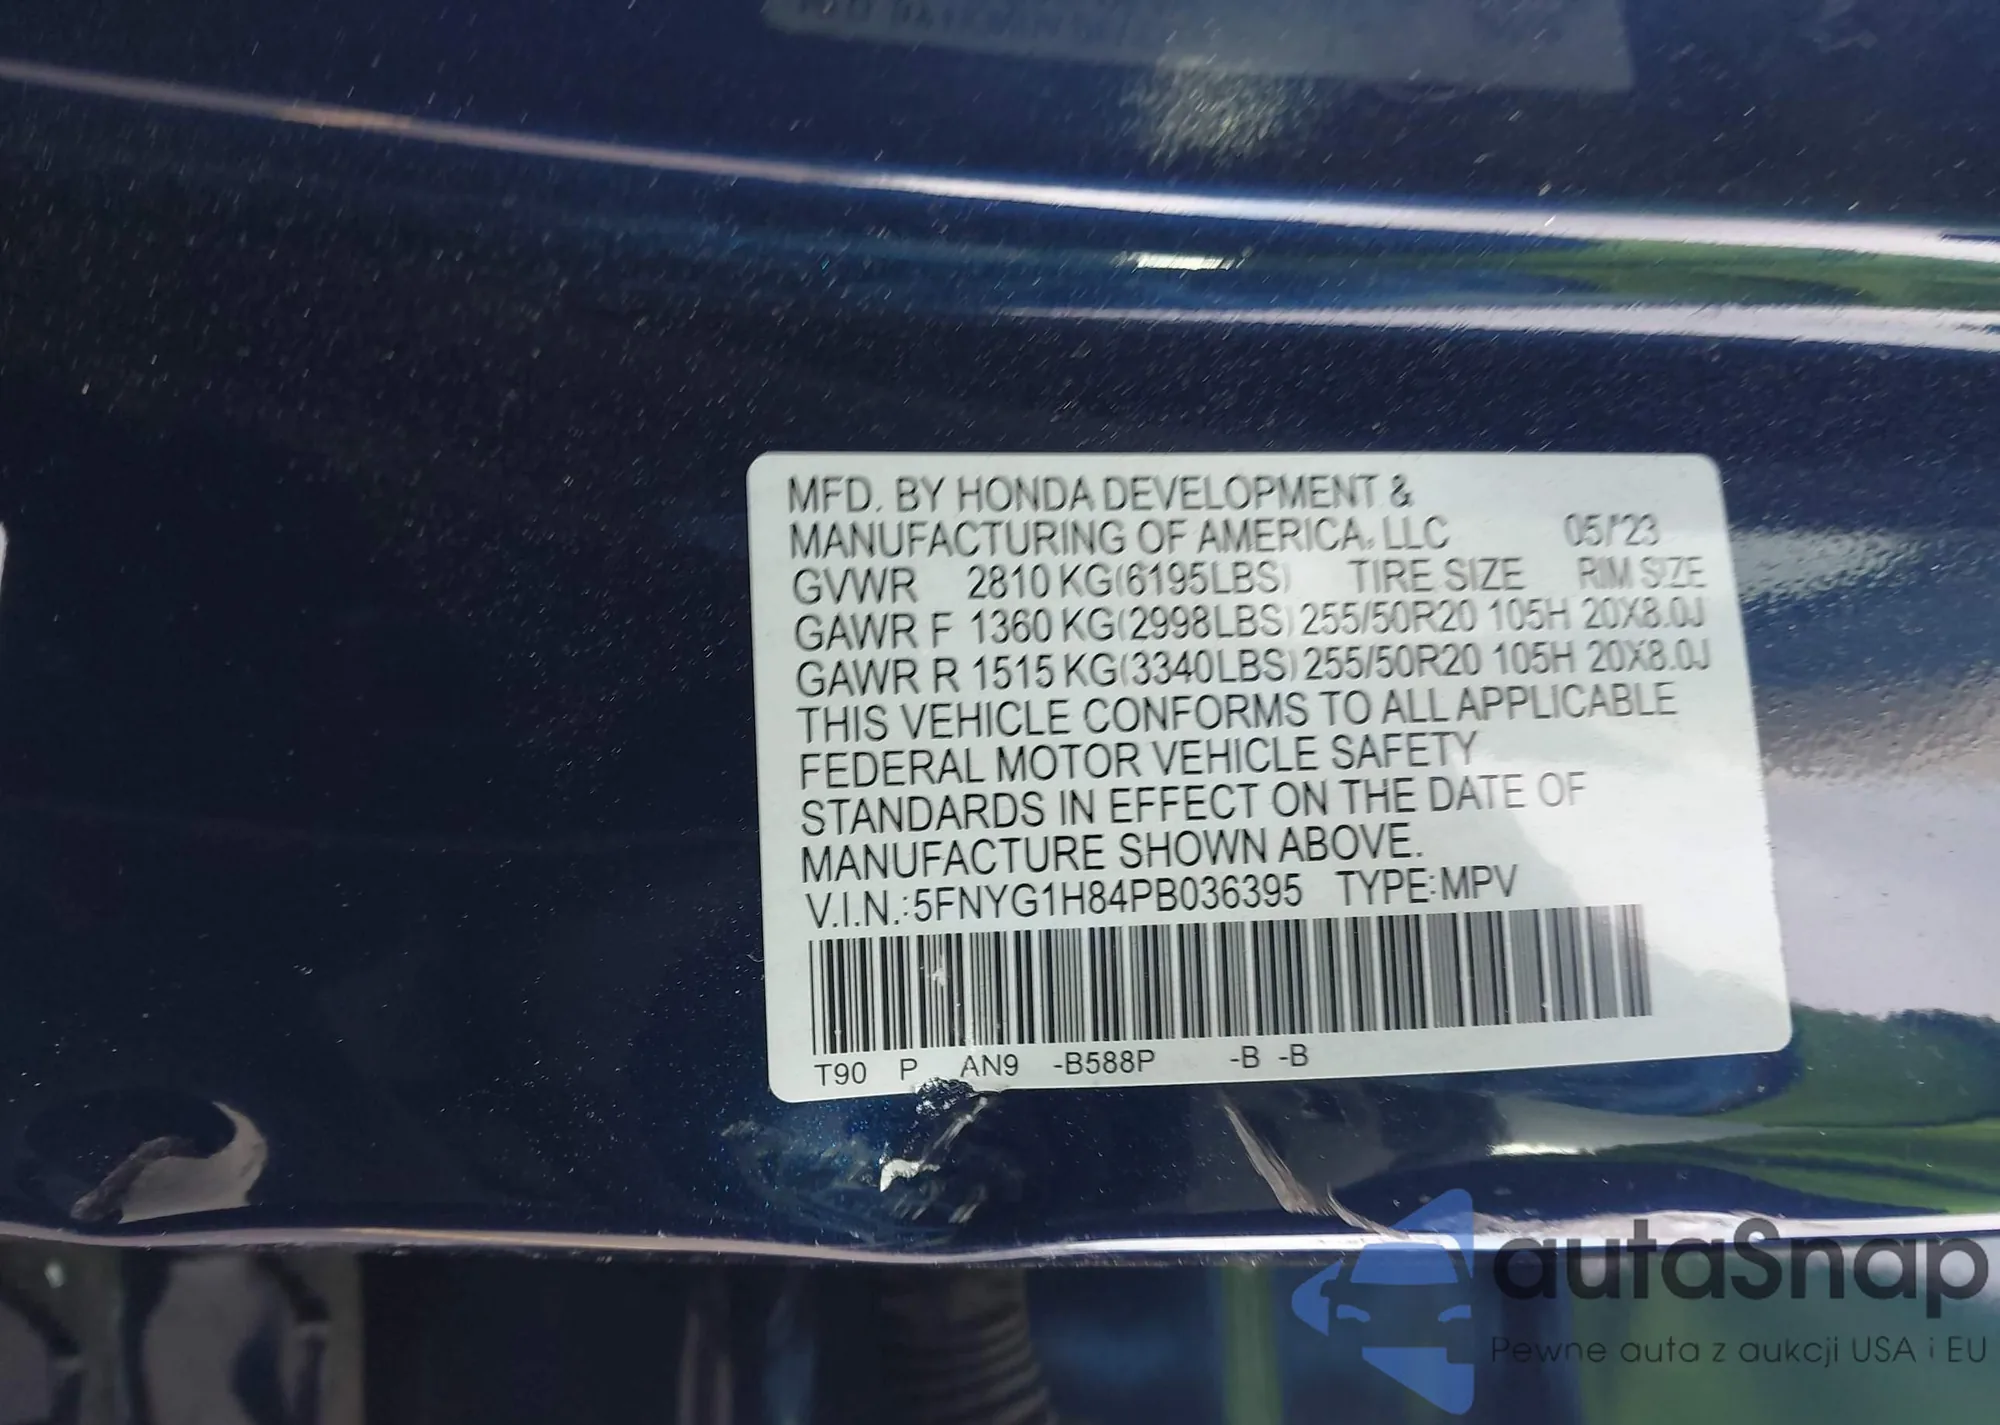 MFD. BY HONDA DEVELOPMENT &
MANUFACTURING OF AMERICA, LLC 05/'23
GVWR 2810 KG(6195LBS) TIRE SIZE RIM SIZE
GAWR F 1360 KG(2998LBS) 255/50R20 105H 20X8.0J
GAWR R 1515 KG(3340LBS) 255/50R20 105H 20X8.0J
THIS VEHICLE CONFORMS TO ALL APPLICABLE
FEDERAL MOTOR VEHICLE SAFETY
STANDARDS IN EFFECT ON THE DATE OF
MANUFACTURE SHOWN ABOVE.
V.I.N.:5FNYG1H84PB036395 TYPE:MPV
T90 P AN9 -B588P -B -B
autaSnap
Pewne auta z aukcji USA i EU